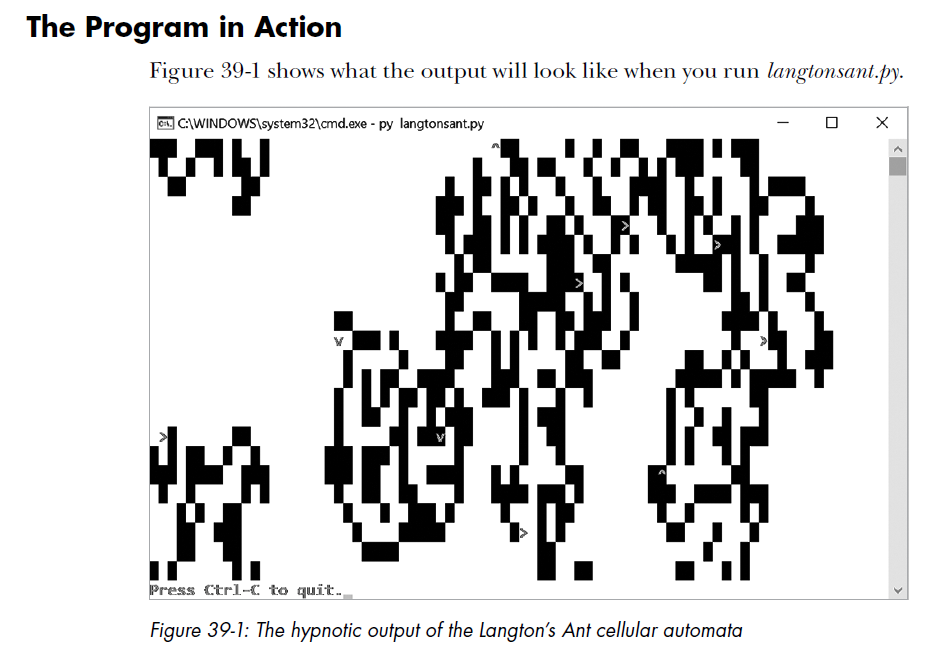 The Program in Action
Figure 39-1 shows what the output will look like when you run langtonsant.py.
C:\WINDOWS\system32\cmd.exe - py langtonsant.py
^
>
>
>
v
>
>
v
^
>
Press Ctrl-C to quit.
Figure 39-1: The hypnotic output of the Langton’s Ant cellular automata